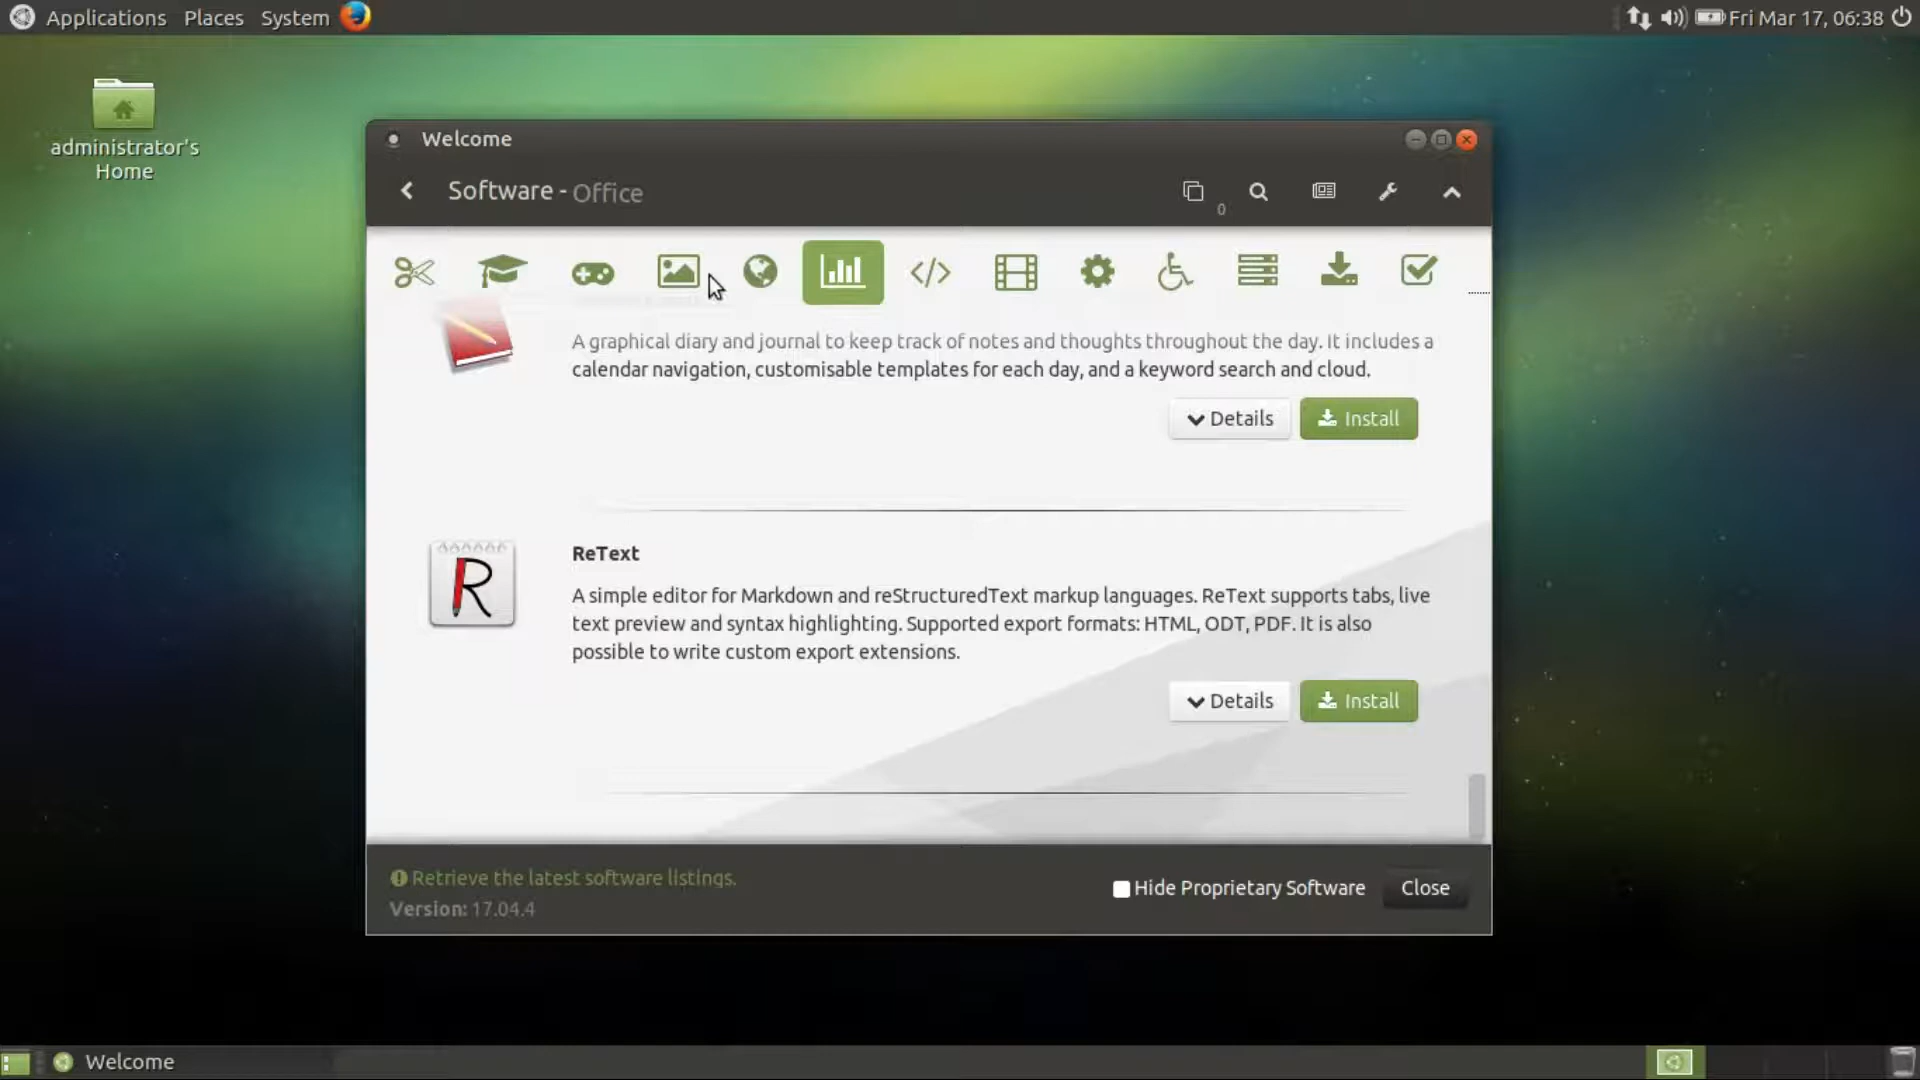 Applications Places System
Fri Mar 17, 06:38
administrator's
Home
Welcome
Software - Office
0
A graphical diary and journal to keep track of notes and thoughts throughout the day. It includes a
calendar navigation, customisable templates for each day, and a keyword search and cloud.
Details
Install
R
ReText
A simple editor for Markdown and reStructuredText markup languages. ReText supports tabs, live
text preview and syntax highlighting. Supported export formats: HTML, ODT, PDF. It is also
possible to write custom export extensions.
Details
Install
Retrieve the latest software listings.
Version: 17.04.4
Hide Proprietary Software
Close
Welcome